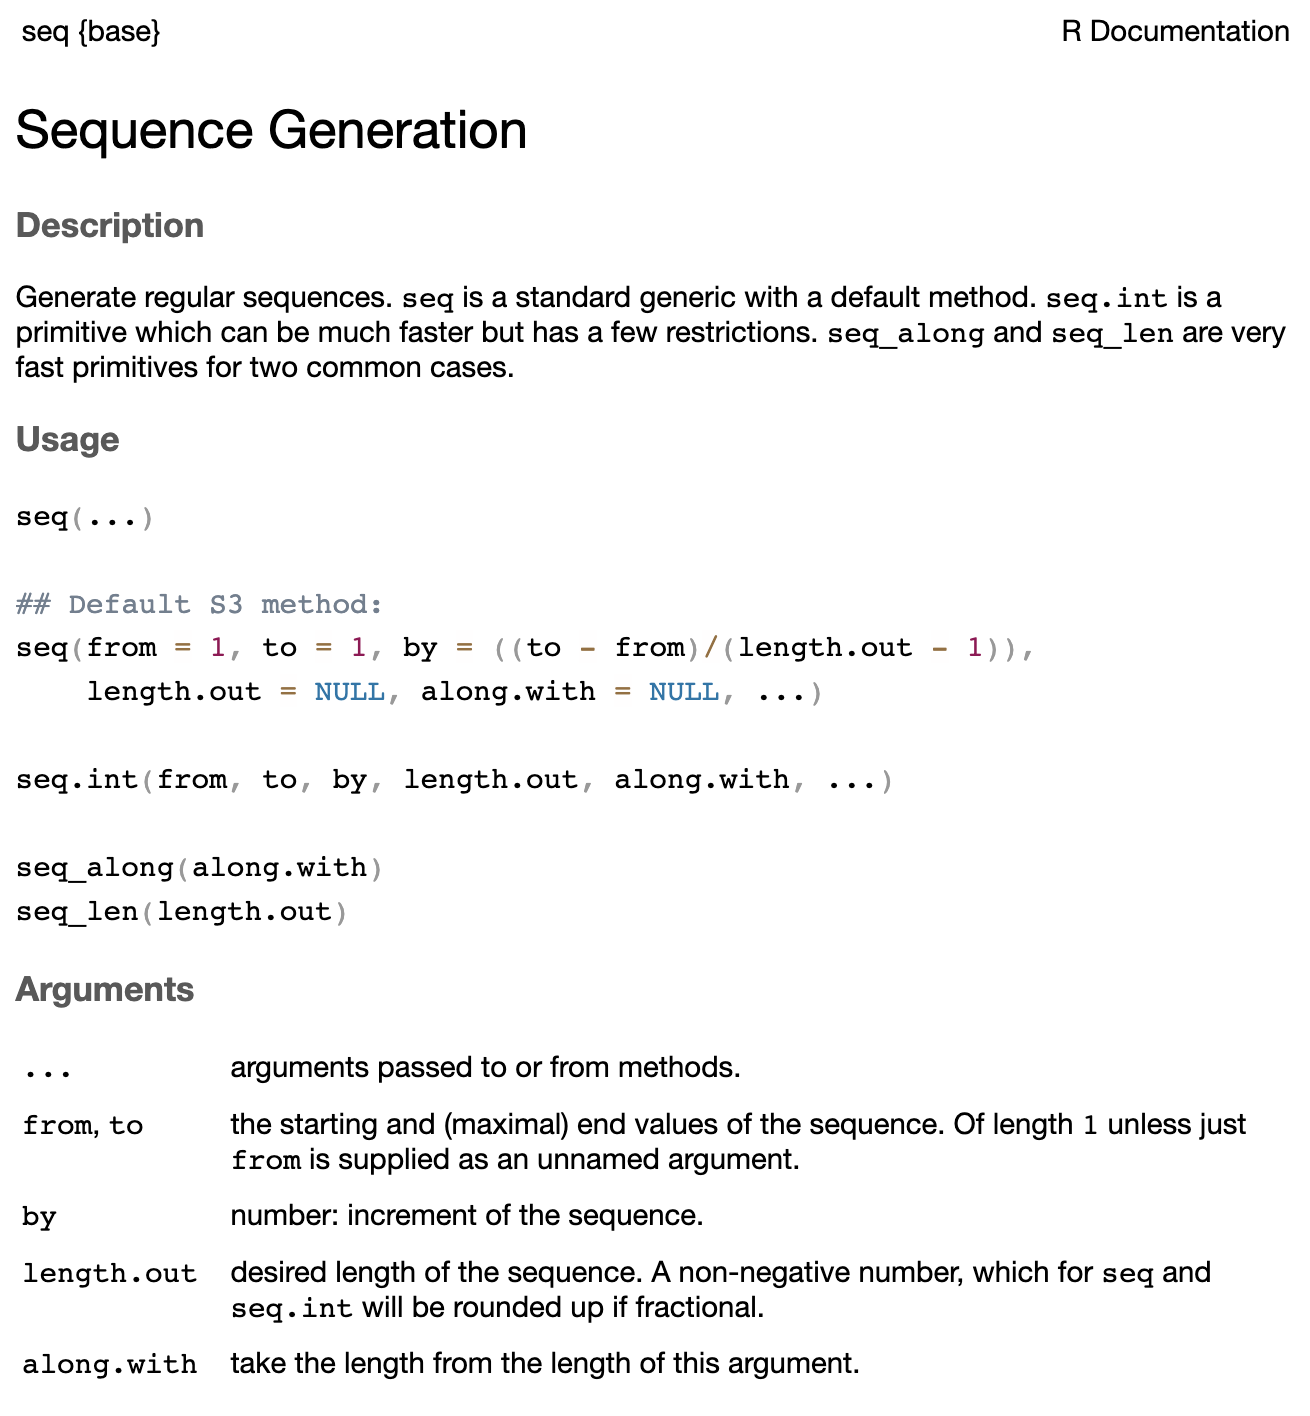 seq {base}
R Documentation
Sequence Generation
Description
Generate regular sequences. seq is a standard generic with a default method. seq.int is a
primitive which can be much faster but has a few restrictions. seq_along and seq_len are very
fast primitives for two common cases.
Usage
seq(...)
## Default S3 method:
seq(from = 1, to = 1, by = ((to - from)/(length.out - 1)),
    length.out = NULL, along.with = NULL, ...)
seq.int(from, to, by, length.out, along.with, ...)
seq_along(along.with)
seq_len(length.out)
Arguments
... arguments passed to or from methods.
from, to the starting and (maximal) end values of the sequence. Of length 1 unless just
from is supplied as an unnamed argument.
by number: increment of the sequence.
length.out desired length of the sequence. A non-negative number, which for seq and
seq.int will be rounded up if fractional.
along.with take the length from the length of this argument.